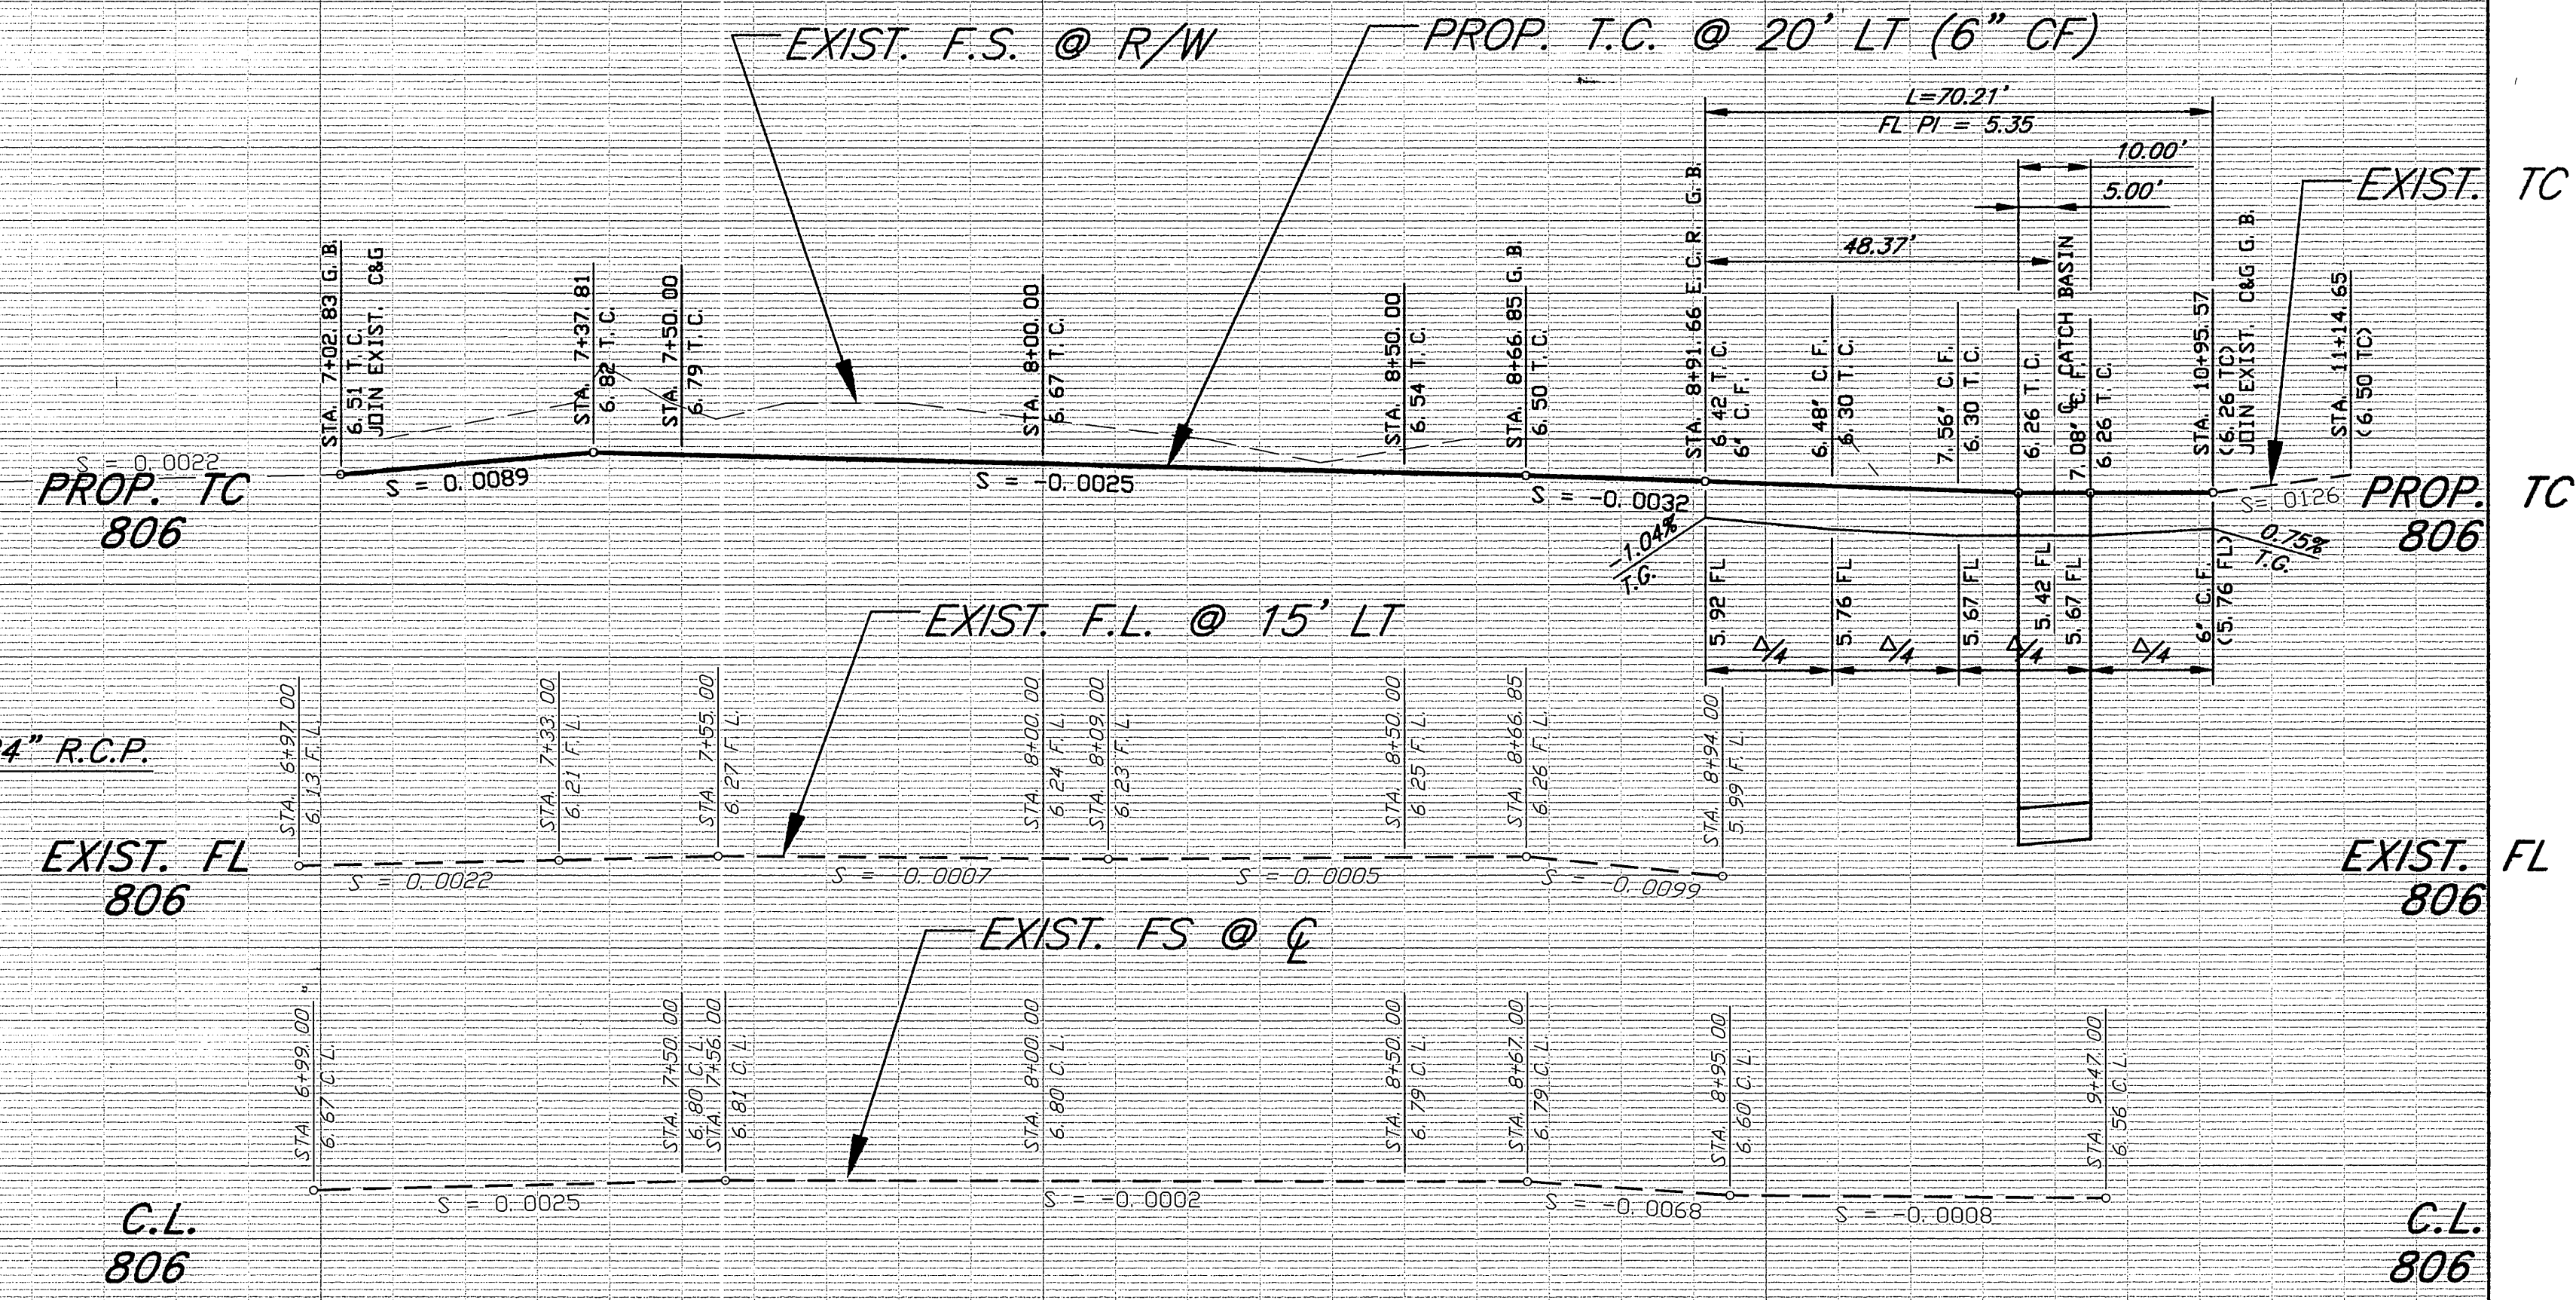 EXIST. F.S. @ R/W
PROP. T.C. @ 20' LT (6" CF)
L=70.21'
FL PI = 5.35
10.00'
5.00'
48.37'
EXIST. TC
STA. 7+02.83 G.B.
6.51 T.C.
JOIN EXIST. C&G
STA. 7+37.81
6.82 T.C.
STA. 7+50.00
6.79 T.C.
STA. 8+00.00
6.67 T.C.
STA. 8+50.00
6.54 T.C.
STA. 8+66.85 G.B.
6.50 T.C.
STA. 8+91.66 E.C.R. G.B.
6.42 T.C.
6" C.F.
6.48" C.F.
6.30 T.C.
7.56" C.F.
6.30 T.C.
6.26 T.C.
℄ CATCH BASIN
7.08" C.F.
6.26 T.C.
STA. 10+95.57
(6.26 TC)
JOIN EXIST. C&G G.B.
STA. 11+14.65
(6.50 TC)
S = 0.0022
S = 0.0089
S = -0.0025
S = -0.0032
S=.0126
PROP. TC
806
PROP. TC
806
-1.04%
T.G.
0.75%
T.G.
5.92 FL
5.76 FL
5.67 FL
5.42 FL
5.67 FL
6" C.F.
(5.76 FL)
Δ/4
Δ/4
Δ/4
Δ/4
EXIST. F.L. @ 15' LT
4" R.C.P.
STA. 6+97.00
6.13 F.L.
STA. 7+33.00
6.21 F.L.
STA. 7+55.00
6.27 F.L.
STA. 8+00.00
6.24 F.L.
STA. 8+09.00
6.23 F.L.
STA. 8+50.00
6.25 F.L.
STA. 8+66.85
6.26 F.L.
STA. 8+94.00
5.99 F.L.
EXIST. FL
806
S = 0.0022
S = -0.0007
S = 0.0005
S = -0.0099
EXIST. FL
806
EXIST. FS @ ℄
STA. 6+99.00
6.67 C.L.
STA. 7+50.00
6.80 C.L.
STA. 7+56.00
6.81 C.L.
STA. 8+00.00
6.80 C.L.
STA. 8+50.00
6.79 C.L.
STA. 8+67.00
6.79 C.L.
STA. 8+95.00
6.60 C.L.
STA. 9+47.00
6.56 C.L.
S = 0.0025
S = -0.0002
S = -0.0068
S = -0.0008
C.L.
806
C.L.
806